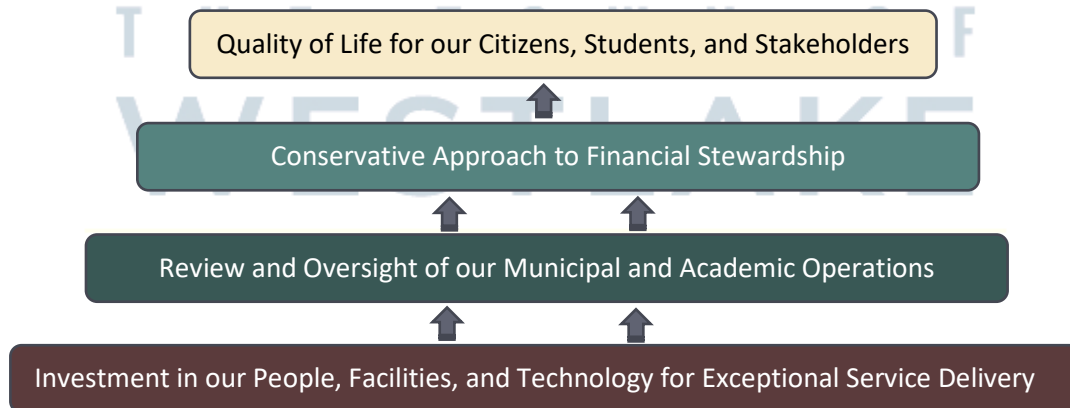 THE TOWN OF
Quality of Life for our Citizens, Students, and Stakeholders
WESTLAKE
Conservative Approach to Financial Stewardship
Review and Oversight of our Municipal and Academic Operations
Investment in our People, Facilities, and Technology for Exceptional Service Delivery